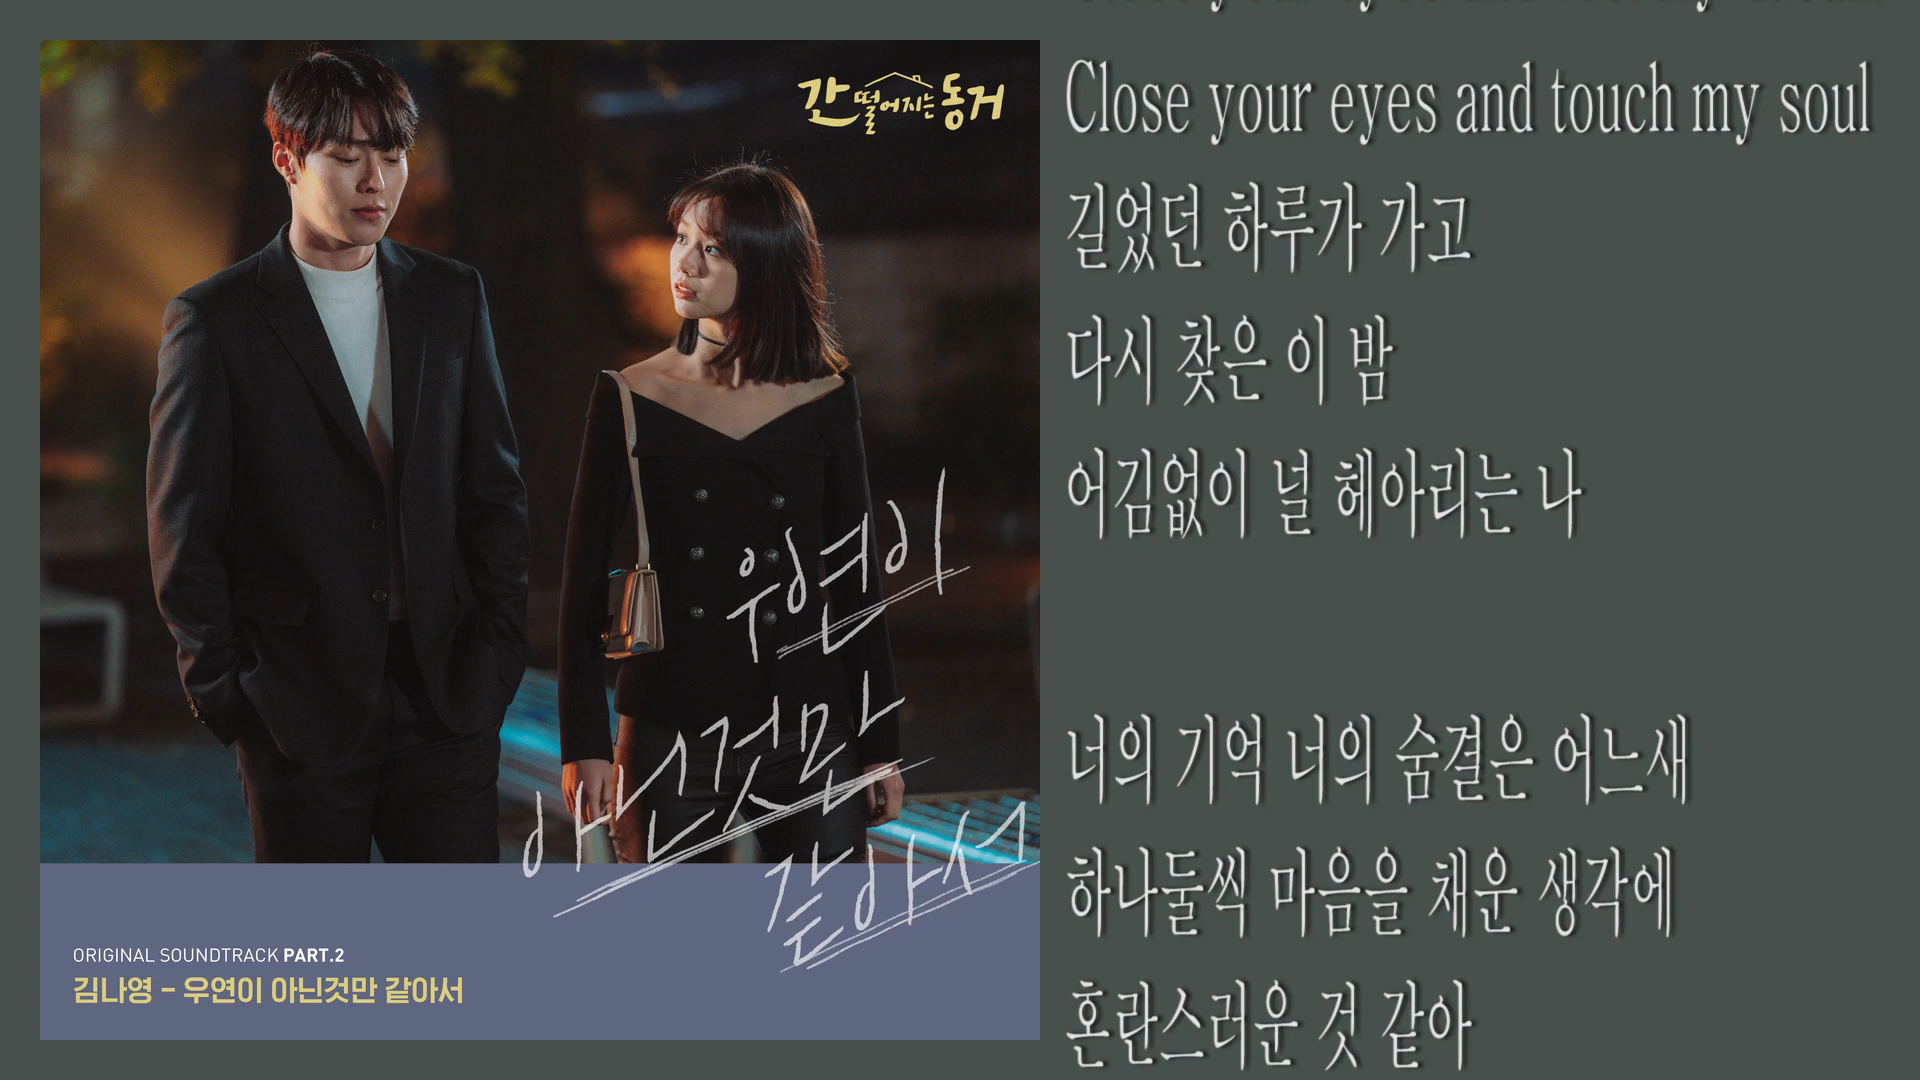 간 떨어지는 동거
우연이
아닌것만
같아서
ORIGINAL SOUNDTRACK PART.2
김나영 - 우연이 아닌것만 같아서
Close your eyes and touch my soul
길었던 하루가 가고
다시 찾은 이 밤
어김없이 널 헤아리는 나
너의 기억 너의 숨결은 어느새
하나둘씩 마음을 채운 생각에
혼란스러운 것 같아